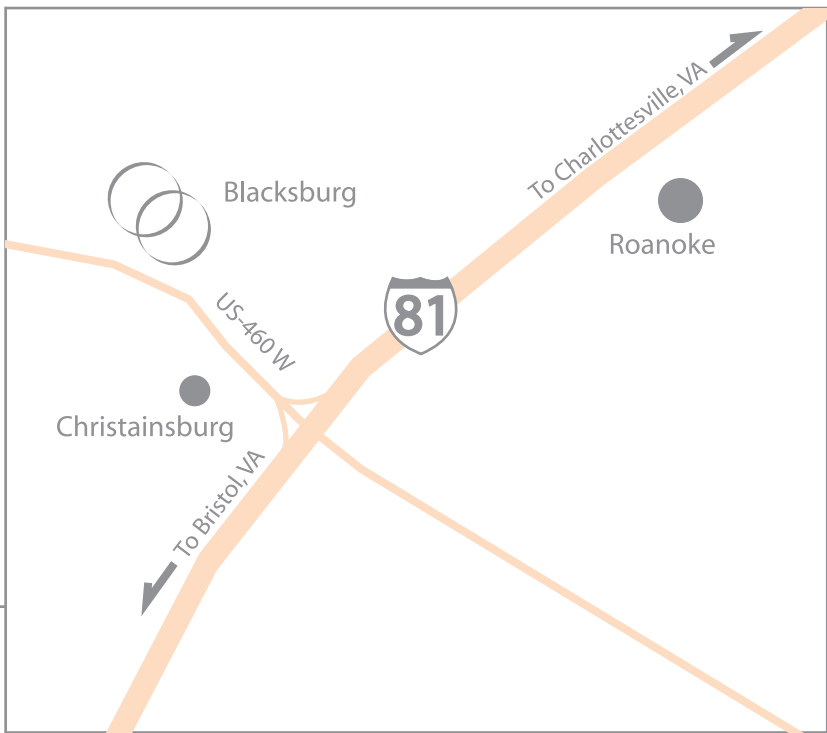 To Charlottesville, VA
Blacksburg
Roanoke
81
US-460 W
Christainsburg
To Bristol, VA